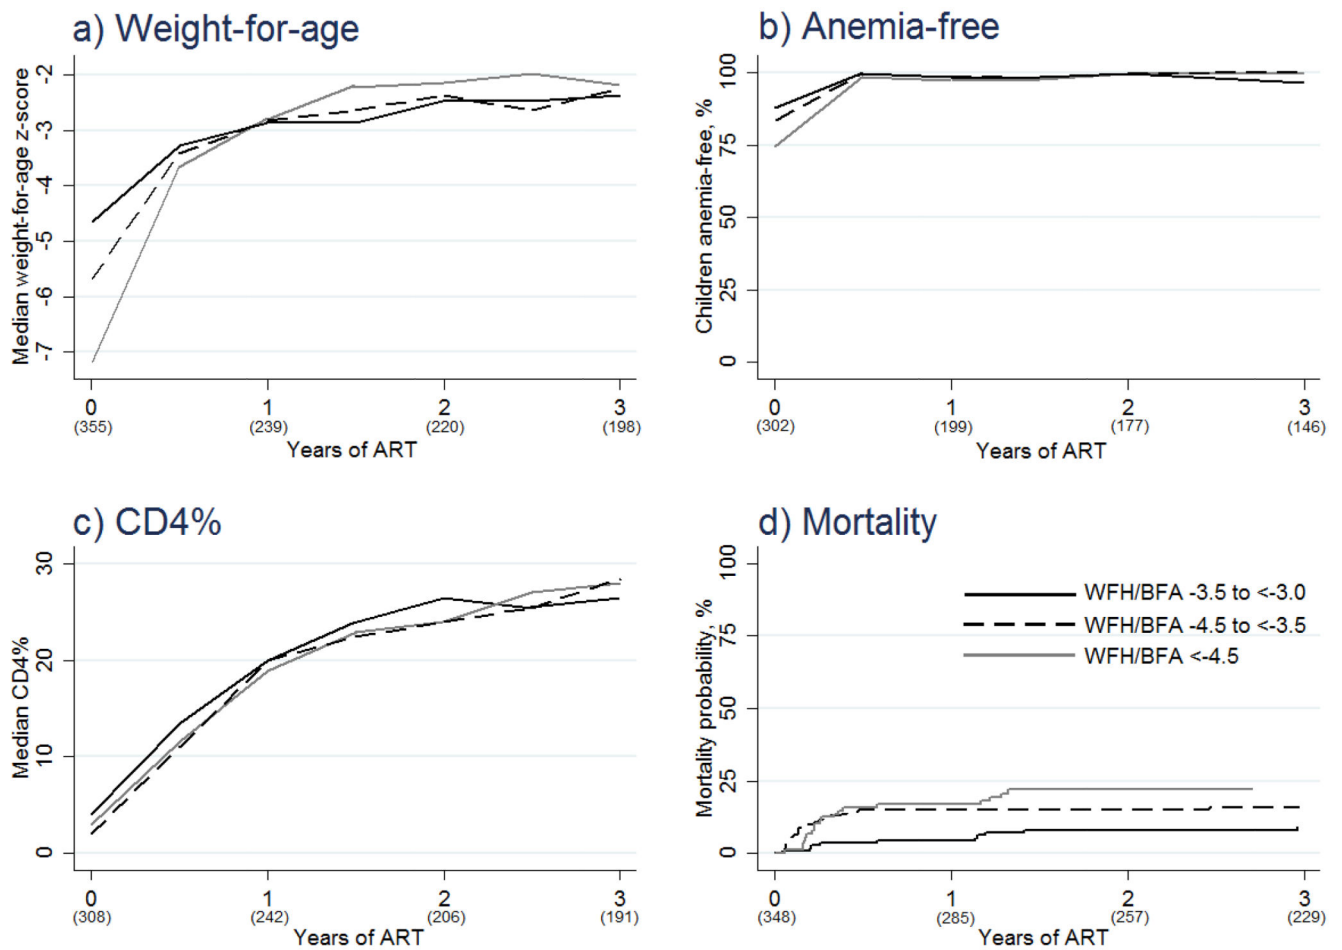 a) Weight-for-age
Median weight-for-age z-score
-2
-3
-4
-5
-6
-7
0 1 2 3
(355) (239) (220) (198)
Years of ART
b) Anemia-free
Children anemia-free, %
100
75
50
25
0
0 1 2 3
(302) (199) (177) (146)
Years of ART
c) CD4%
Median CD4%
30
20
10
0
0 1 2 3
(308) (242) (206) (191)
Years of ART
d) Mortality
Mortality probability, %
100
75
50
25
0
WFH/BFA -3.5 to <-3.0
WFH/BFA -4.5 to <-3.5
WFH/BFA <-4.5
0 1 2 3
(348) (285) (257) (229)
Years of ART